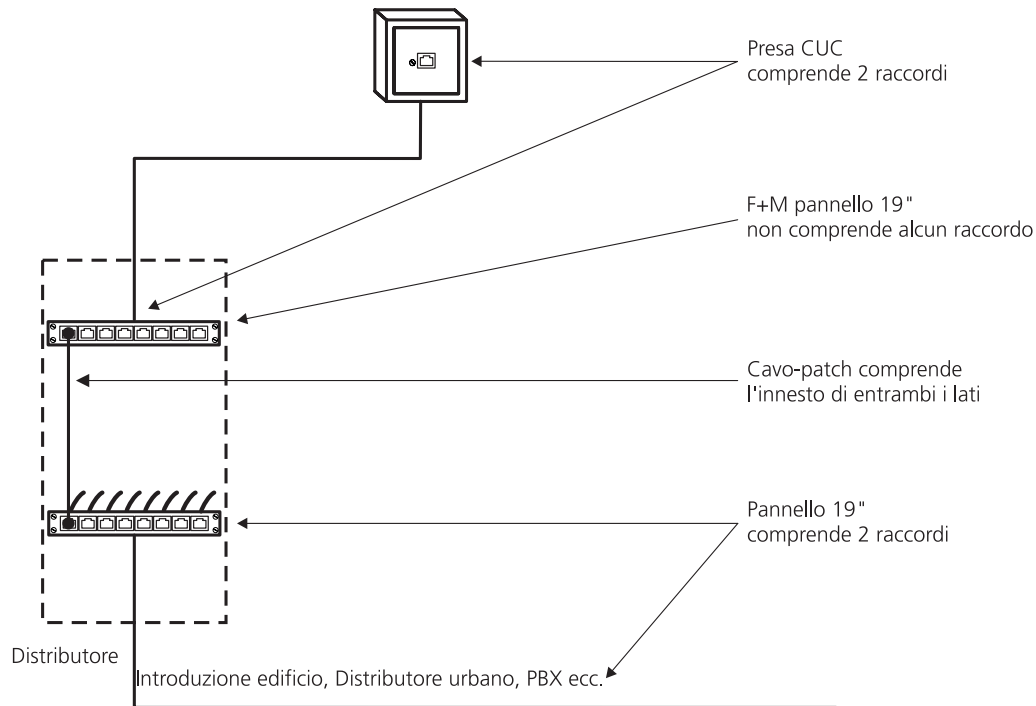 Presa CUC
comprende 2 raccordi
F+M pannello 19"
non comprende alcun raccordo
Cavo-patch comprende
l'innesto di entrambi i lati
Pannello 19"
comprende 2 raccordi
Distributore
Introduzione edificio, Distributore urbano, PBX ecc.